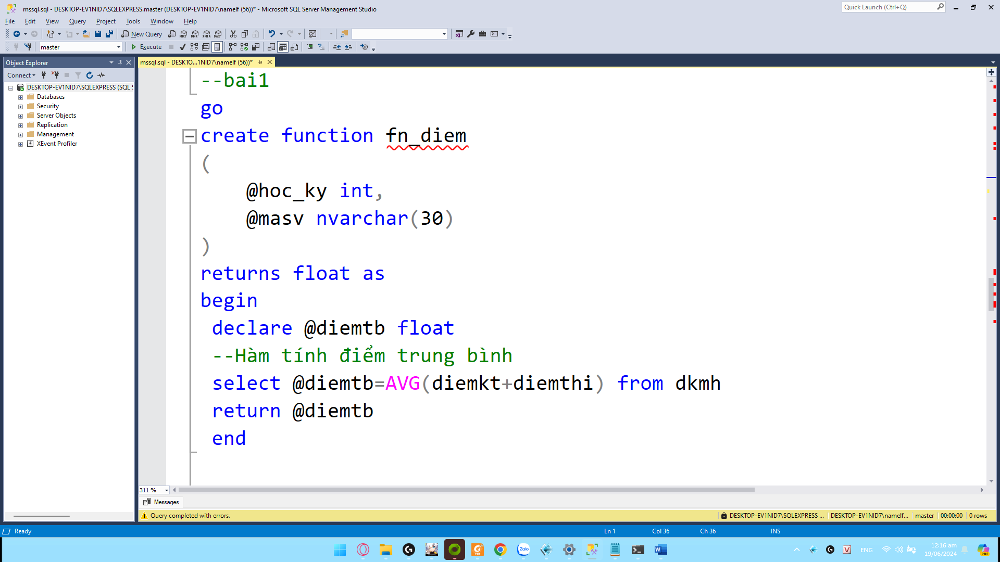 mssql.sql - DESKTOP-EV1NID7\SQLEXPRESS.master (DESKTOP-EV1NID7\namelf (56))* - Microsoft SQL Server Management Studio
Quick Launch (Ctrl+Q)
File Edit View Query Project Tools Window Help
New Query MDX DMX XMLA DAX
master Execute
Object Explorer
mssql.sql - DESKTO...1NID7\namelf (56))*
Connect
DESKTOP-EV1NID7\SQLEXPRESS (SQL S
Databases
Security
Server Objects
Replication
Management
XEvent Profiler
--bai1
go
create function fn_diem
(
@hoc_ky int,
@masv nvarchar(30)
)
returns float as
begin
declare @diemtb float
--Hàm tính điểm trung bình
select @diemtb=AVG(diemkt+diemthi) from dkmh
return @diemtb
end
311 %
Messages
Query completed with errors.
DESKTOP-EV1NID7\SQLEXPRESS ... DESKTOP-EV1NID7\namelf... master 00:00:00 0 rows
Ready Ln 1 Col 36 Ch 36 INS
Zalo ENG 12:16 am
19/06/2024
PRE